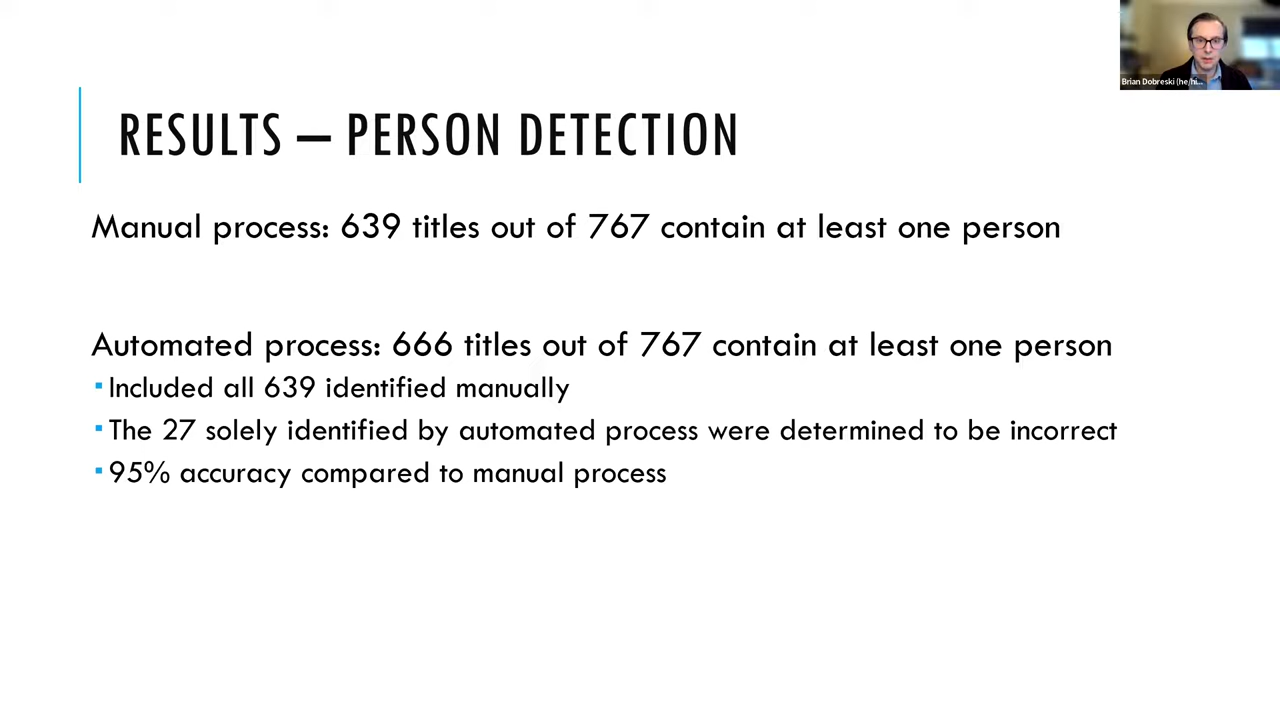 Brian Dobreski (he/hi...
RESULTS – PERSON DETECTION
Manual process: 639 titles out of 767 contain at least one person
Automated process: 666 titles out of 767 contain at least one person
▪ Included all 639 identified manually
▪ The 27 solely identified by automated process were determined to be incorrect
▪ 95% accuracy compared to manual process